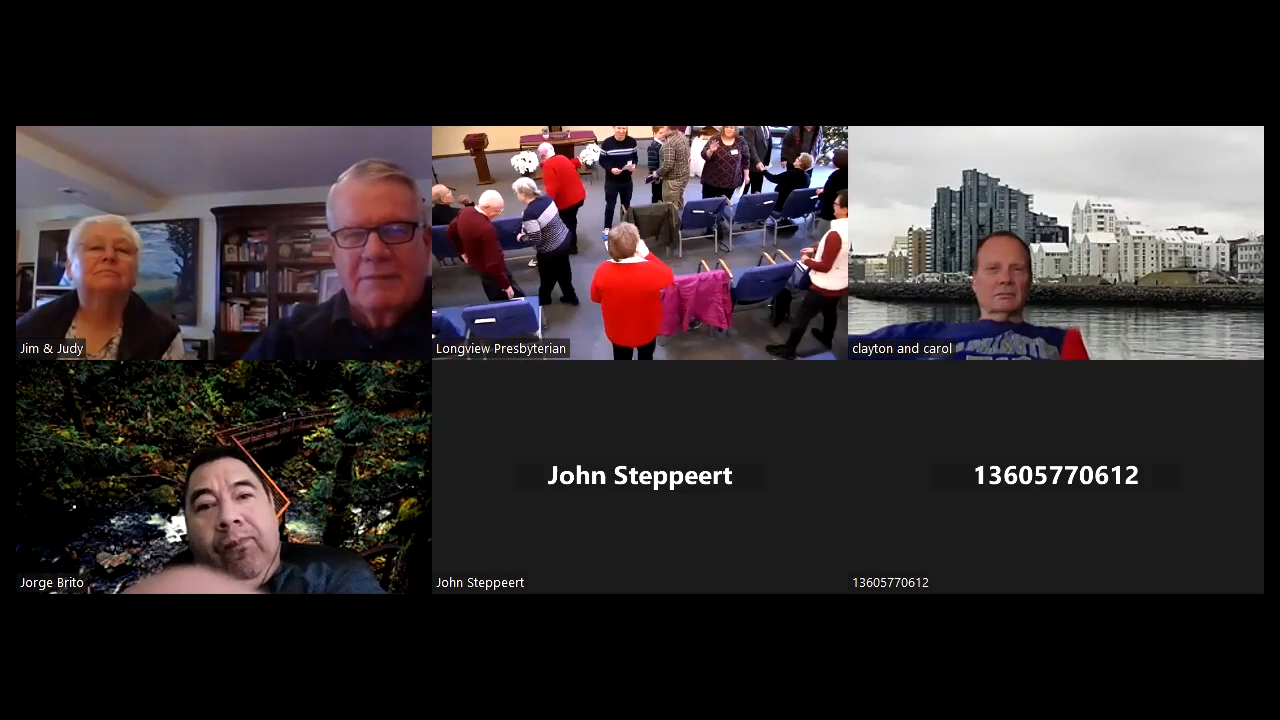 Jim & Judy
Longview Presbyterian
clayton and carol
John Steppeert
13605770612
Jorge Brito
John Steppeert
13605770612